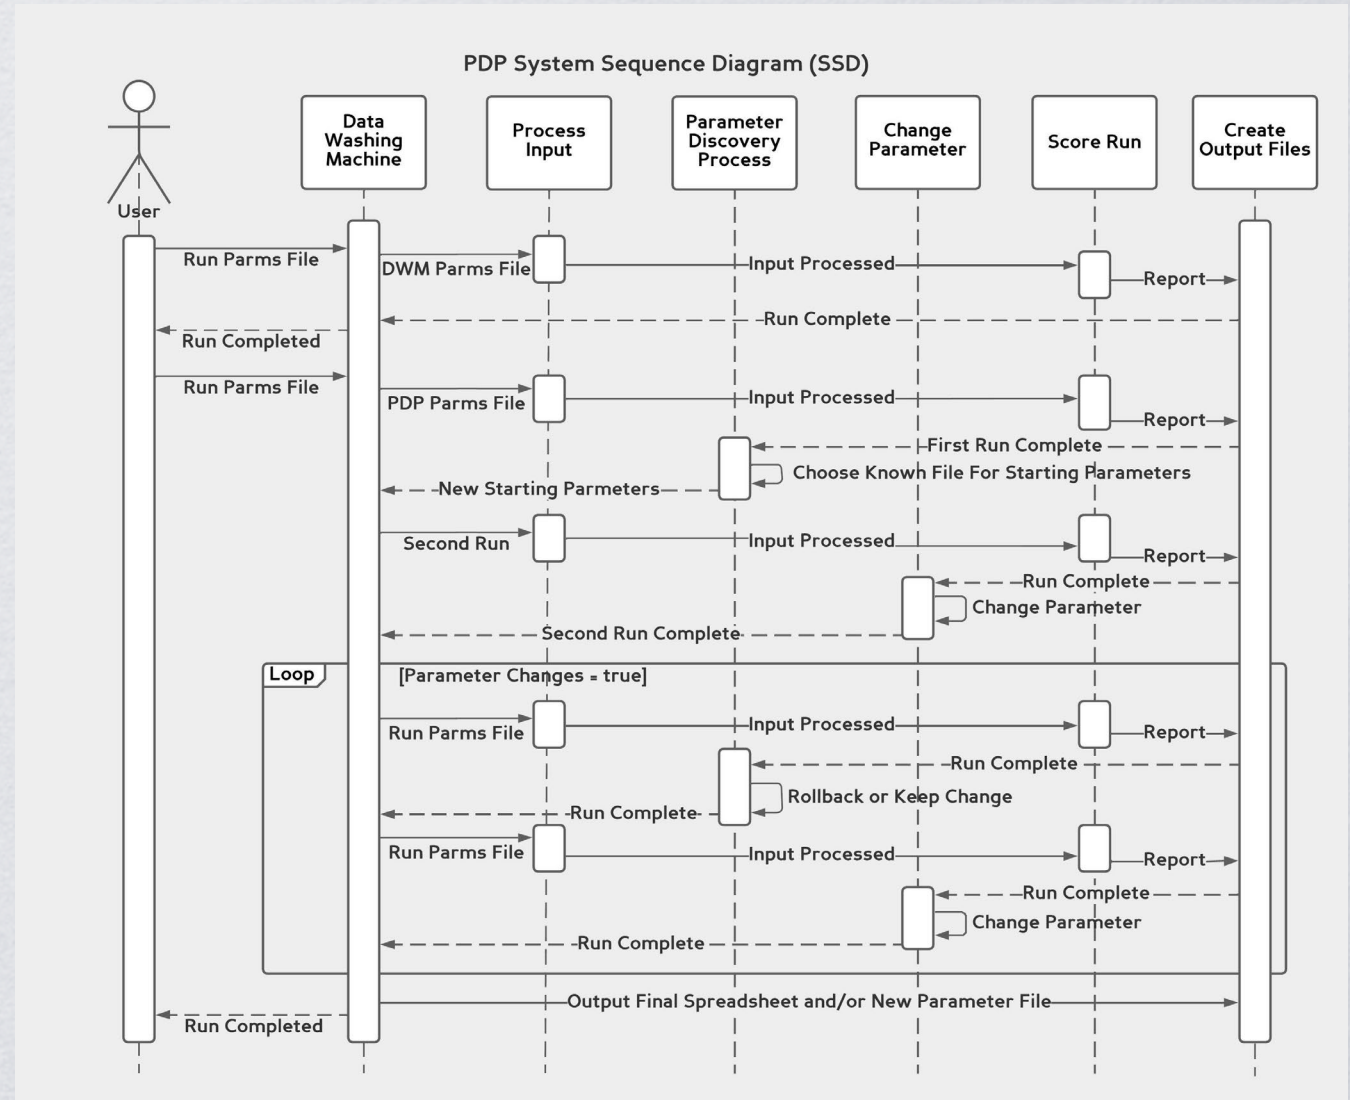 PDP System Sequence Diagram (SSD)
User
Data
Washing
Machine
Process
Input
Parameter
Discovery
Process
Change
Parameter
Score Run
Create
Output Files
Run Parms File
DWM Parms File
Input Processed
Report
Run Complete
Run Completed
Run Parms File
PDP Parms File
Input Processed
Report
First Run Complete
Choose Known File For Starting Parameters
New Starting Parmeters
Second Run
Input Processed
Report
Run Complete
Change Parameter
Second Run Complete
Loop
[Parameter Changes = true]
Run Parms File
Input Processed
Report
Run Complete
Rollback or Keep Change
Run Complete
Run Parms File
Input Processed
Report
Run Complete
Change Parameter
Run Complete
Output Final Spreadsheet and/or New Parameter File
Run Completed